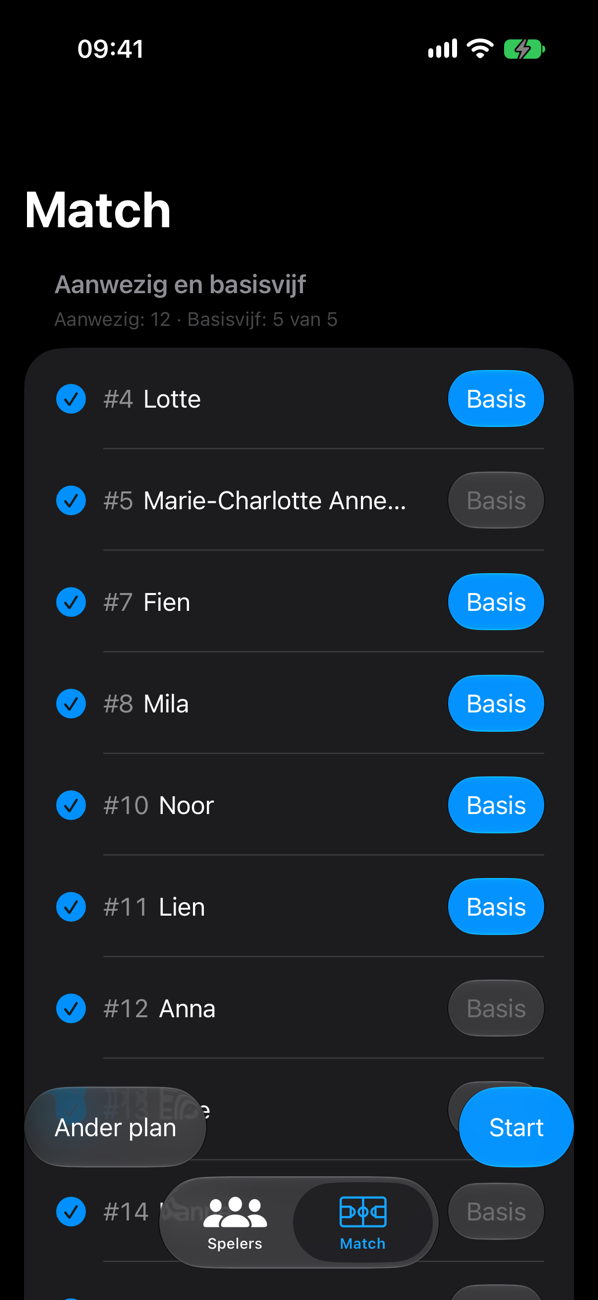 09:41
Match
Aanwezig en basisvijf
Aanwezig: 12 · Basisvijf: 5 van 5
#4 Lotte Basis
#5 Marie-Charlotte Anne... Basis
#7 Fien Basis
#8 Mila Basis
#10 Noor Basis
#11 Lien Basis
#12 Anna Basis
Ander plan Start
#14 Basis
Spelers Match